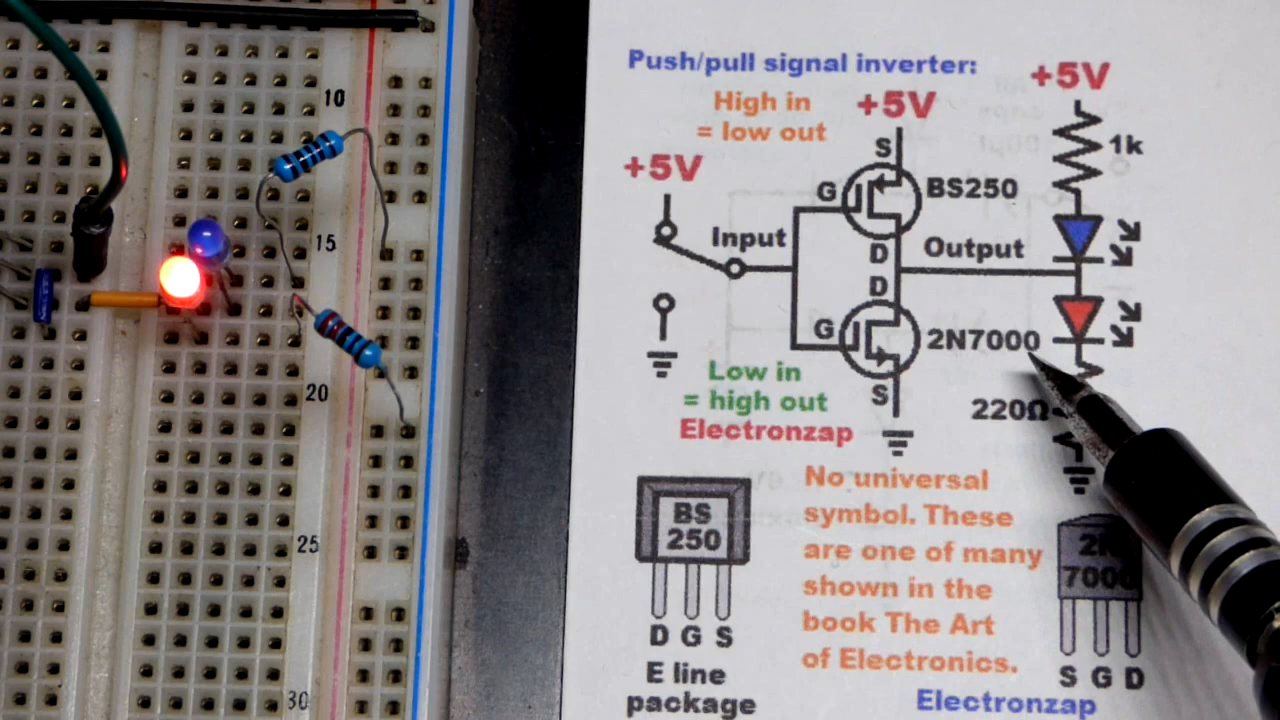 10
15
20
25
30
Push/pull signal inverter:
High in
= low out
+5V
+5V
+5V
S
1k
G
BS250
Input
D
Output
D
G
2N7000
Low in
= high out
S
220Ω
Electronzap
BS
250
D G S
E line
package
No universal
symbol. These
are one of many
shown in the
book The Art
of Electronics.
S G D
Electronzap